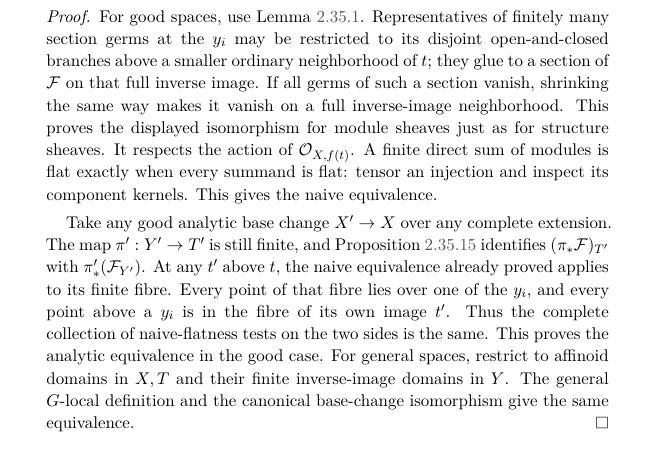 Proof. For good spaces, use Lemma 2.35.1. Representatives of finitely many
section germs at the y_i may be restricted to its disjoint open-and-closed
branches above a smaller ordinary neighborhood of t; they glue to a section of
ℱ on that full inverse image. If all germs of such a section vanish, shrinking
the same way makes it vanish on a full inverse-image neighborhood. This
proves the displayed isomorphism for module sheaves just as for structure
sheaves. It respects the action of 𝒪_{X,f(t)}. A finite direct sum of modules is
flat exactly when every summand is flat: tensor an injection and inspect its
component kernels. This gives the naive equivalence.
Take any good analytic base change X′ → X over any complete extension.
The map π′ : Y′ → T′ is still finite, and Proposition 2.35.15 identifies (π_*ℱ)_{T′}
with π′_*(ℱ_{Y′}). At any t′ above t, the naive equivalence already proved applies
to its finite fibre. Every point of that fibre lies over one of the y_i, and every
point above a y_i is in the fibre of its own image t′. Thus the complete
collection of naive-flatness tests on the two sides is the same. This proves the
analytic equivalence in the good case. For general spaces, restrict to affinoid
domains in X, T and their finite inverse-image domains in Y. The general
G-local definition and the canonical base-change isomorphism give the same
equivalence. □